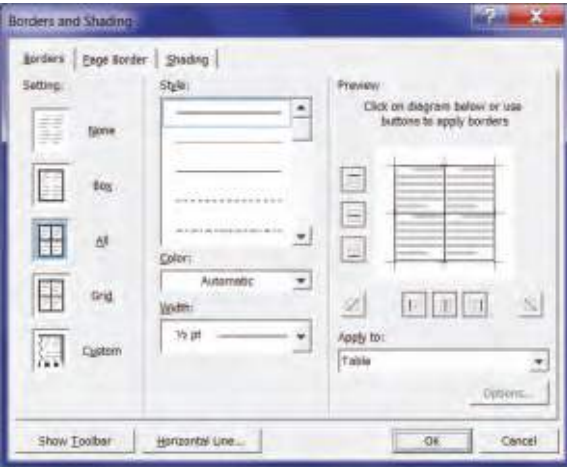 Borders and Shading
Borders
Page Border
Shading
Setting:
None
Box
All
Grid
Custom
Style:
Color:
Automatic
Width:
½ pt
Preview
Click on diagram below or use
buttons to apply borders
Apply to:
Table
Options...
Show Toolbar
Horizontal Line...
OK
Cancel